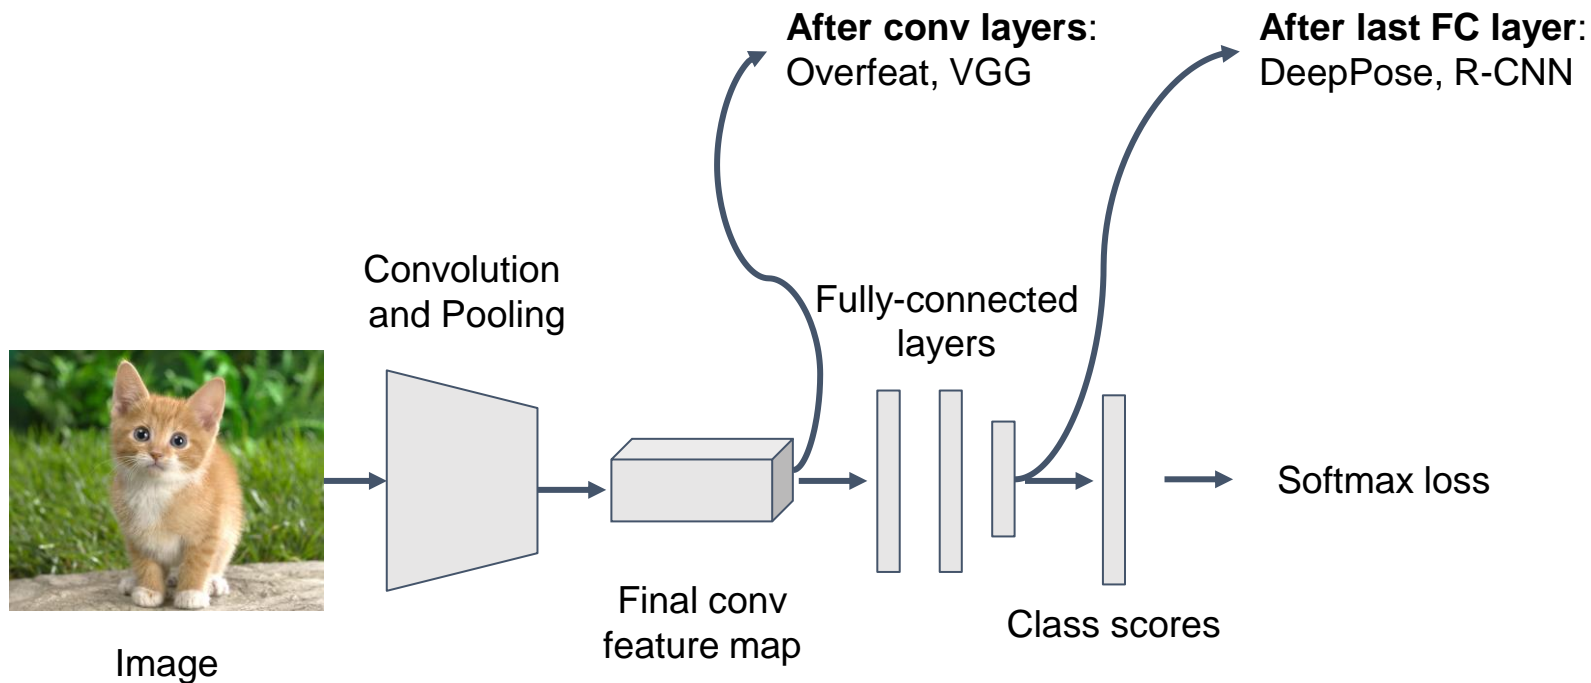 After conv layers:
Overfeat, VGG
After last FC layer:
DeepPose, R-CNN
Convolution
and Pooling
Fully-connected
layers
Softmax loss
Final conv
feature map
Class scores
Image